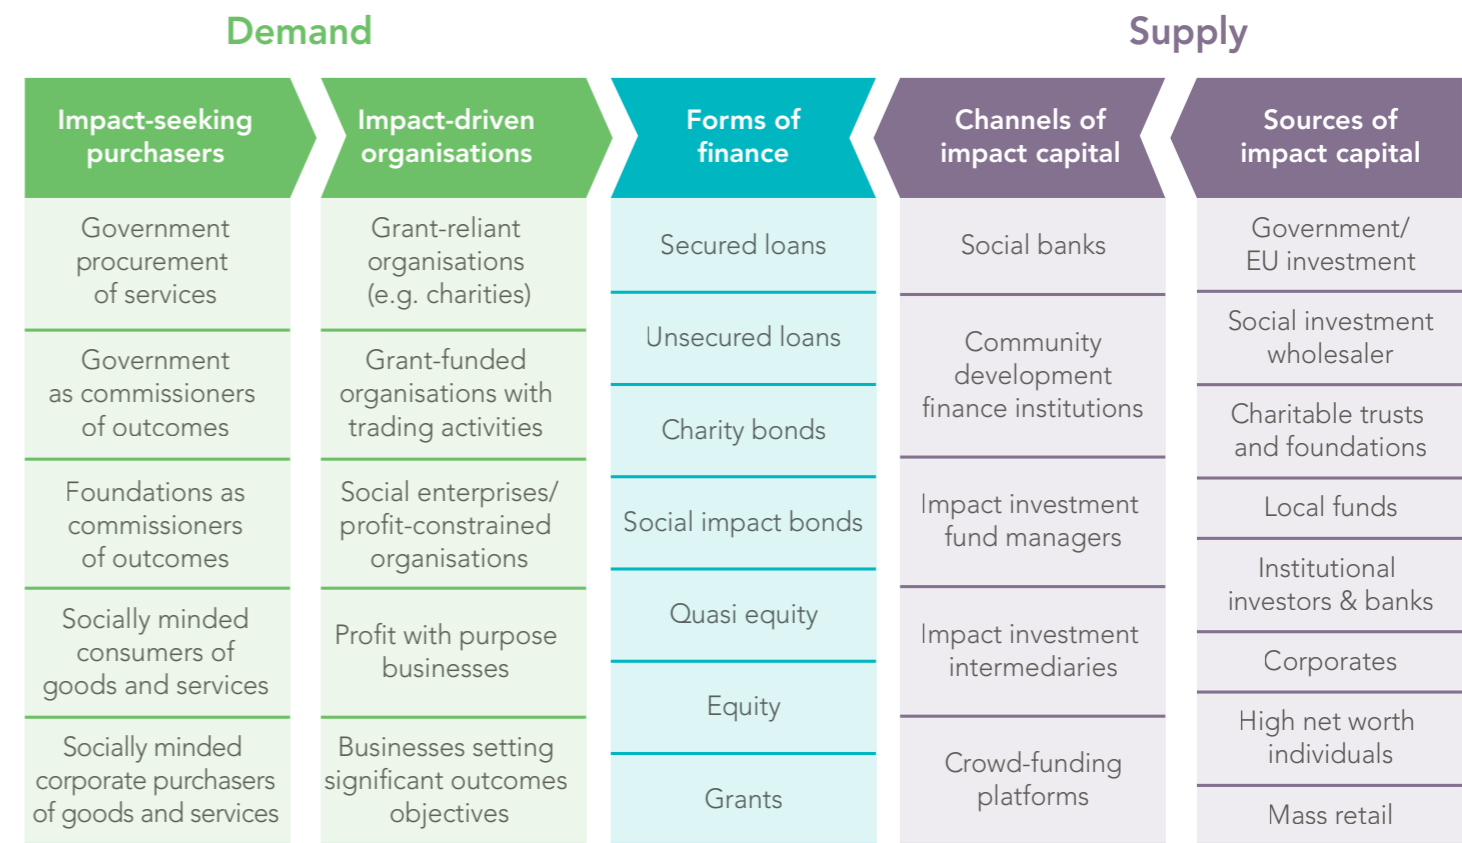 Demand
Supply
Impact-seeking
purchasers
Government
procurement
of services
Government
as commissioners
of outcomes
Foundations as
commissioners
of outcomes
Socially minded
consumers of
goods and services
Socially minded
corporate purchasers
of goods and services
Impact-driven
organisations
Grant-reliant
organisations
(e.g. charities)
Grant-funded
organisations with
trading activities
Social enterprises/
profit-constrained
organisations
Profit with purpose
businesses
Businesses setting
significant outcomes
objectives
Forms of
finance
Secured loans
Unsecured loans
Charity bonds
Social impact bonds
Quasi equity
Equity
Grants
Channels of
impact capital
Social banks
Community
development
finance institutions
Impact investment
fund managers
Impact investment
intermediaries
Crowd-funding
platforms
Sources of
impact capital
Government/
EU investment
Social investment
wholesaler
Charitable trusts
and foundations
Local funds
Institutional
investors & banks
Corporates
High net worth
individuals
Mass retail